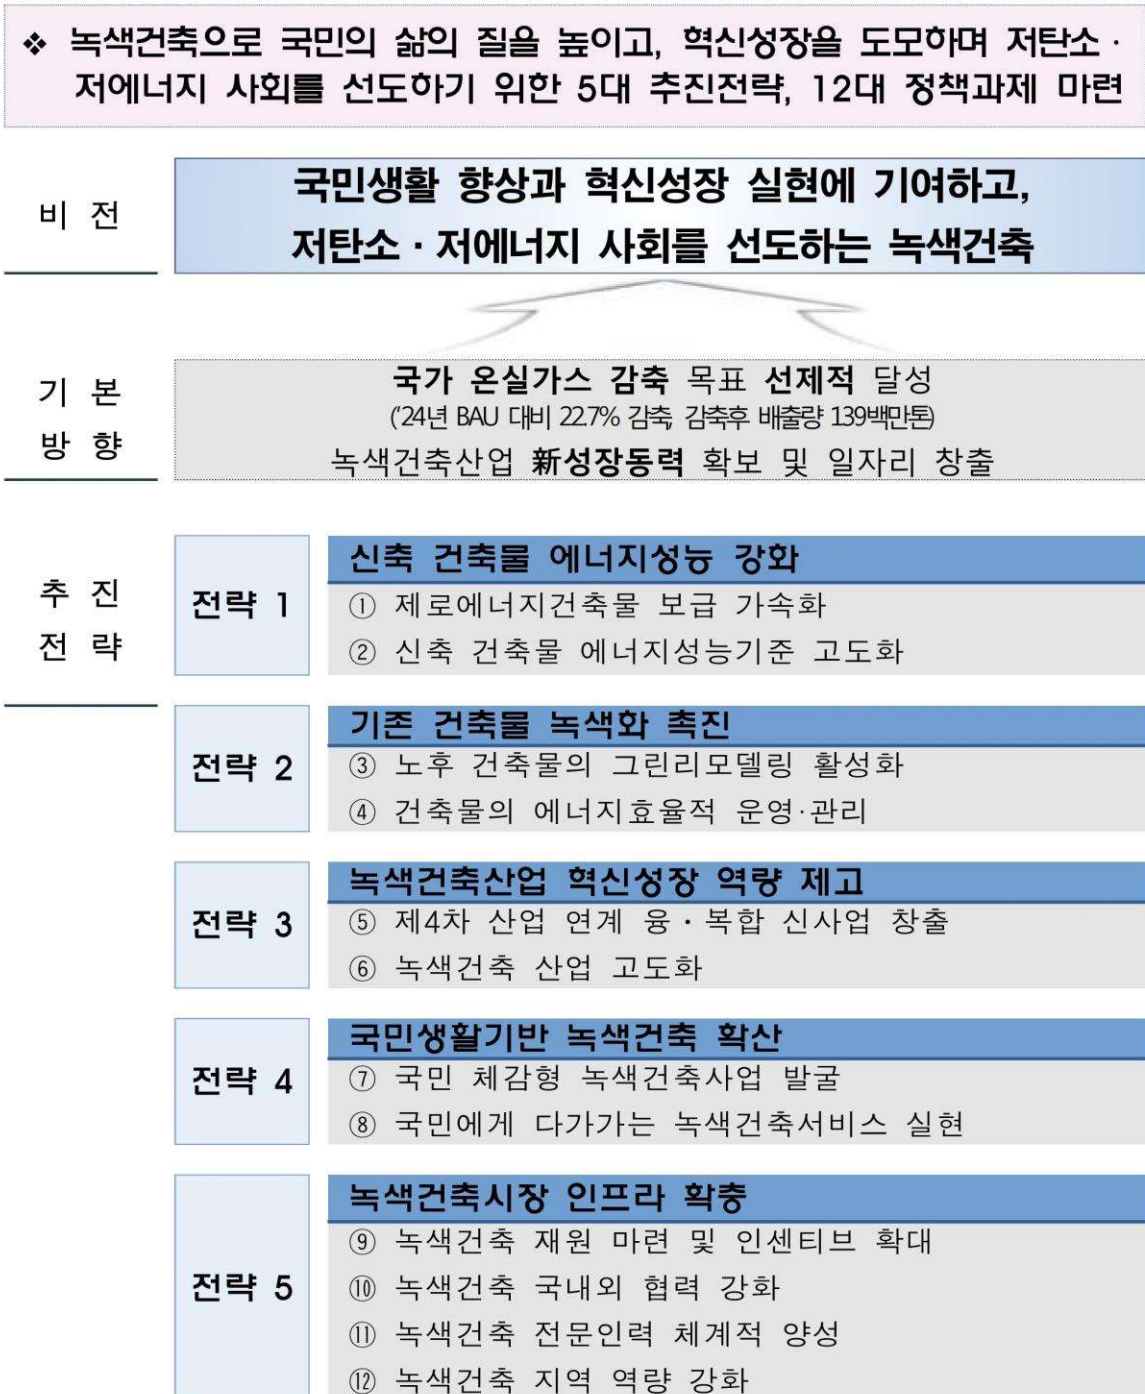 ❖ 녹색건축으로 국민의 삶의 질을 높이고, 혁신성장을 도모하며 저탄소 ·
저에너지 사회를 선도하기 위한 5대 추진전략, 12대 정책과제 마련
비 전
국민생활 향상과 혁신성장 실현에 기여하고,
저탄소 · 저에너지 사회를 선도하는 녹색건축
기 본
방 향
국가 온실가스 감축 목표 선제적 달성
('24년 BAU 대비 22.7% 감축, 감축후 배출량 139백만톤)
녹색건축산업 新성장동력 확보 및 일자리 창출
추 진
전 략
전략 1
신축 건축물 에너지성능 강화
① 제로에너지건축물 보급 가속화
② 신축 건축물 에너지성능기준 고도화
전략 2
기존 건축물 녹색화 촉진
③ 노후 건축물의 그린리모델링 활성화
④ 건축물의 에너지효율적 운영·관리
전략 3
녹색건축산업 혁신성장 역량 제고
⑤ 제4차 산업 연계 융·복합 신사업 창출
⑥ 녹색건축 산업 고도화
전략 4
국민생활기반 녹색건축 확산
⑦ 국민 체감형 녹색건축사업 발굴
⑧ 국민에게 다가가는 녹색건축서비스 실현
전략 5
녹색건축시장 인프라 확충
⑨ 녹색건축 재원 마련 및 인센티브 확대
⑩ 녹색건축 국내외 협력 강화
⑪ 녹색건축 전문인력 체계적 양성
⑫ 녹색건축 지역 역량 강화